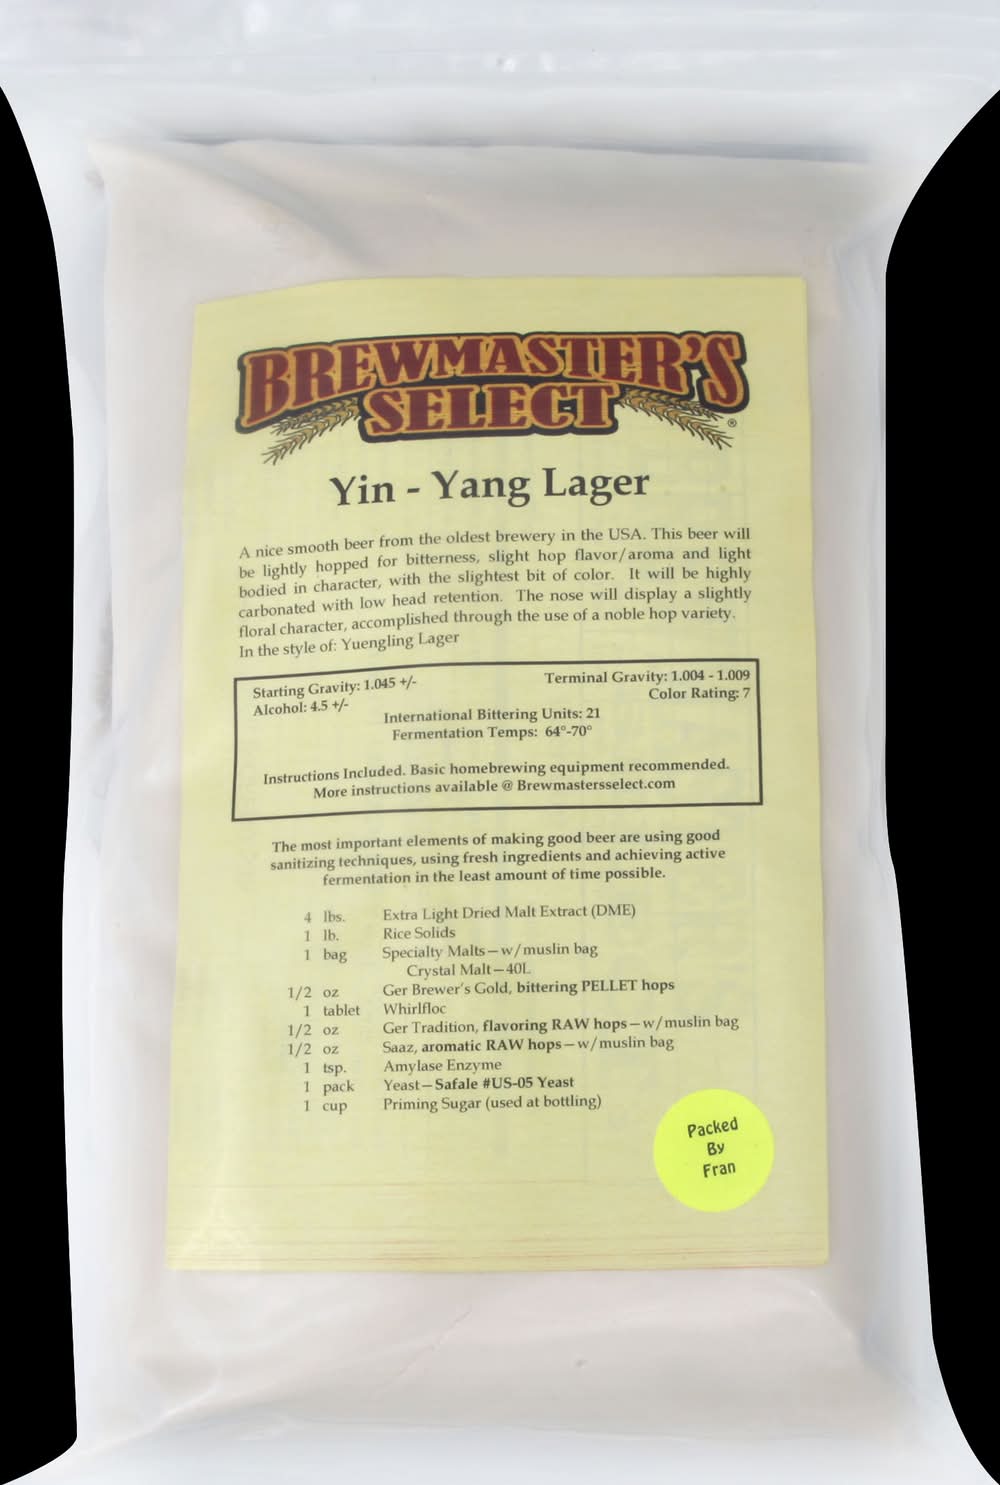 BREWMASTER'S
SELECT
®
Yin - Yang Lager
A nice smooth beer from the oldest brewery in the USA. This beer will
be lightly hopped for bitterness, slight hop flavor/aroma and light
bodied in character, with the slightest bit of color. It will be highly
carbonated with low head retention. The nose will display a slightly
floral character, accomplished through the use of a noble hop variety.
In the style of: Yuengling Lager
Starting Gravity: 1.045 +/- Terminal Gravity: 1.004 - 1.009
Alcohol: 4.5 +/- Color Rating: 7
International Bittering Units: 21
Fermentation Temps: 64°-70°
Instructions Included. Basic homebrewing equipment recommended.
More instructions available @ Brewmastersselect.com
The most important elements of making good beer are using good
sanitizing techniques, using fresh ingredients and achieving active
fermentation in the least amount of time possible.
4 lbs. Extra Light Dried Malt Extract (DME)
1 lb. Rice Solids
1 bag Specialty Malts—w/muslin bag
Crystal Malt—40L
1/2 oz Ger Brewer's Gold, bittering PELLET hops
1 tablet Whirlfloc
1/2 oz Ger Tradition, flavoring RAW hops—w/muslin bag
1/2 oz Saaz, aromatic RAW hops—w/muslin bag
1 tsp. Amylase Enzyme
1 pack Yeast—Safale #US-05 Yeast
1 cup Priming Sugar (used at bottling)
Packed
By
Fran